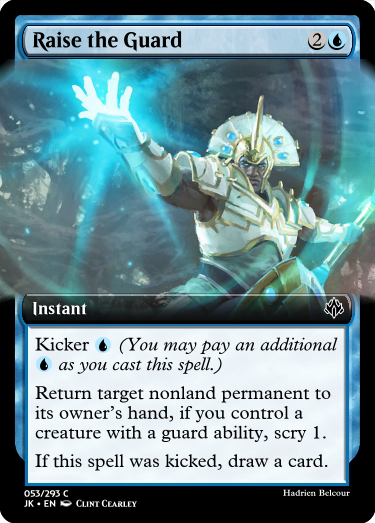 Raise the Guard 2
Instant
Kicker (You may pay an additional
as you cast this spell.)
Return target nonland permanent to
its owner's hand, if you control a
creature with a guard ability, scry 1.
If this spell was kicked, draw a card.
053/293 C
JK • EN Clint Cearley
Hadrien Belcour